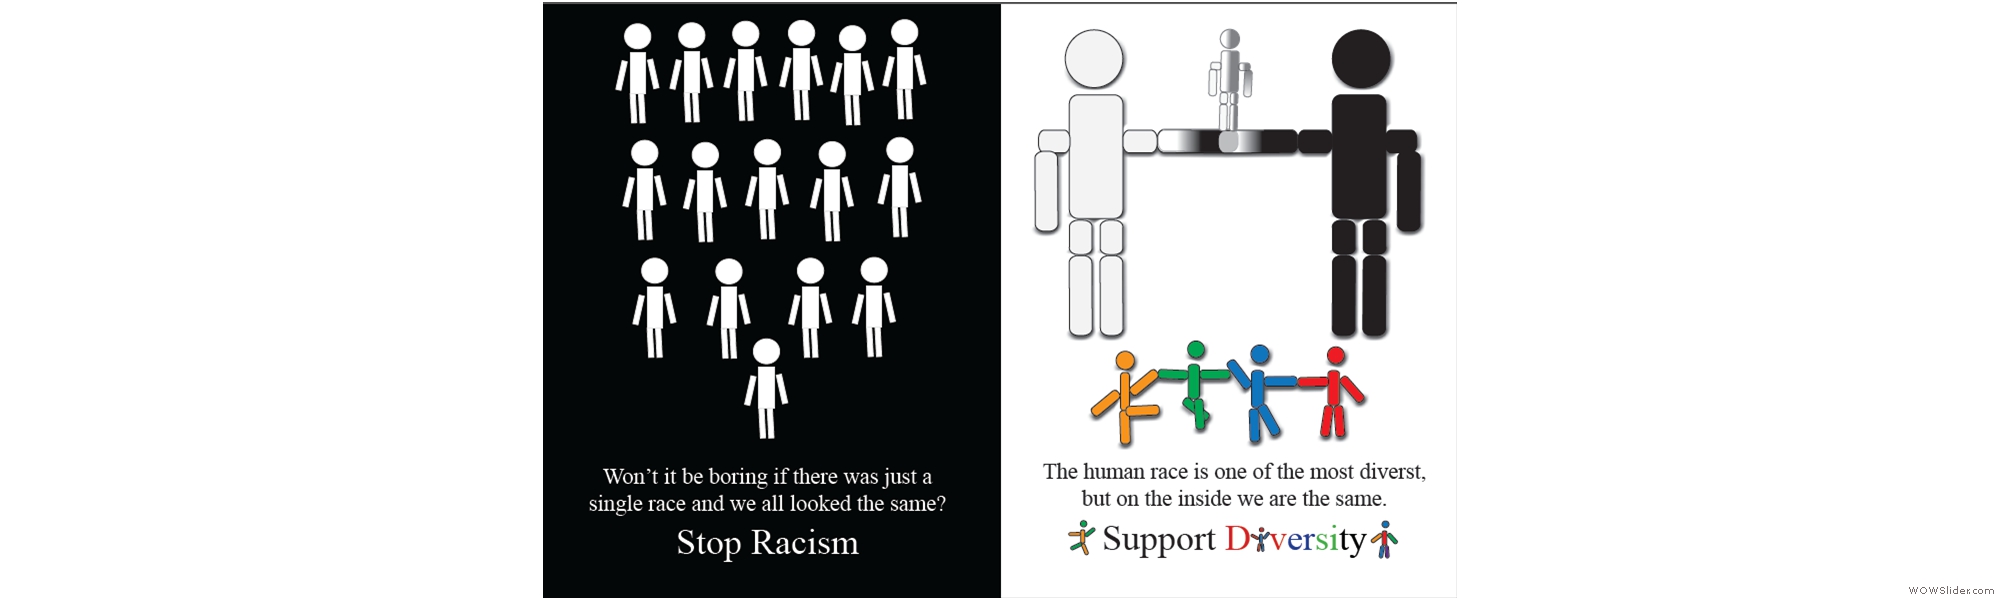 Won't it be boring if there was just a
single race and we all looked the same?
Stop Racism
The human race is one of the most diverst,
but on the inside we are the same.
Support Diversity
WOWSlider.com